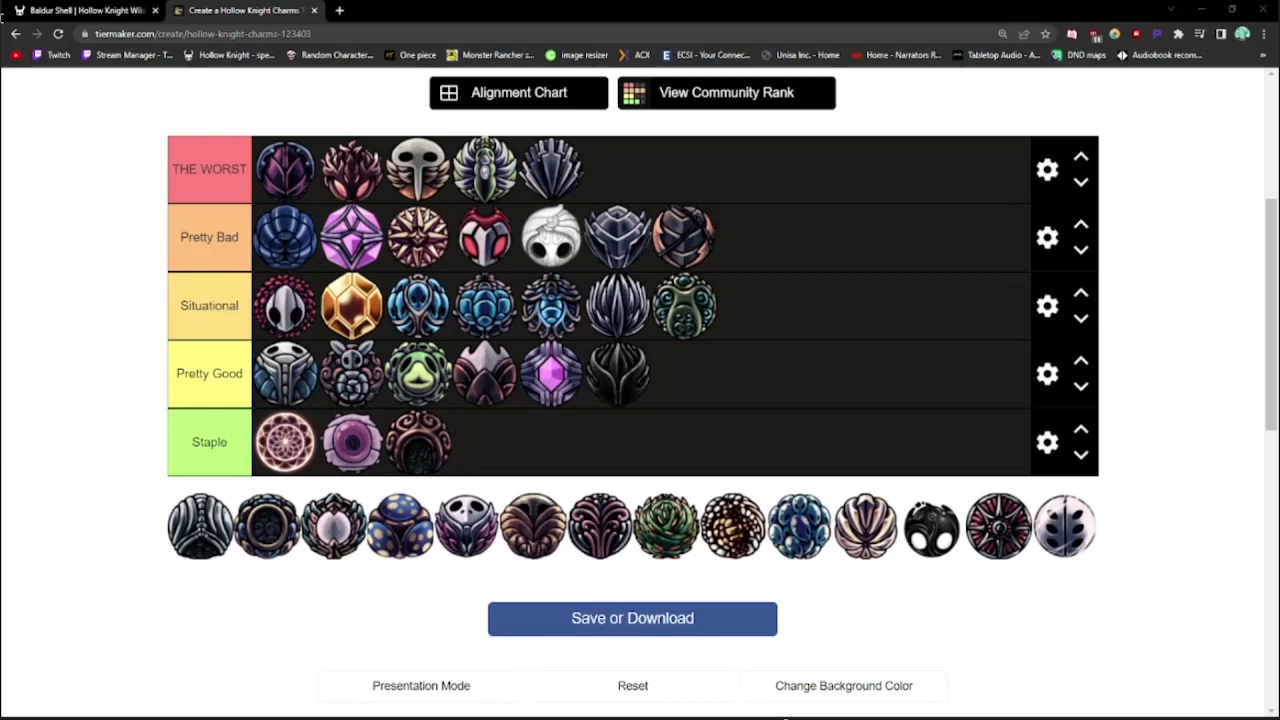 Baldur Shell | Hollow Knight Wiki
Create a Hollow Knight Charms
tiermaker.com/create/hollow-knight-charms-123403
Twitch
Stream Manager - T...
Hollow Knight - spe...
Random Character...
One piece
Monster Rancher ::...
image resizer
ACX
ECSI - Your Connec...
Unisa Inc. - Home
Home - Narrators R...
Tabletop Audio - A...
DND maps
Audiobook recom...
Alignment Chart
View Community Rank
THE WORST
Pretty Bad
Situational
Pretty Good
Staple
Save or Download
Presentation Mode
Reset
Change Background Color